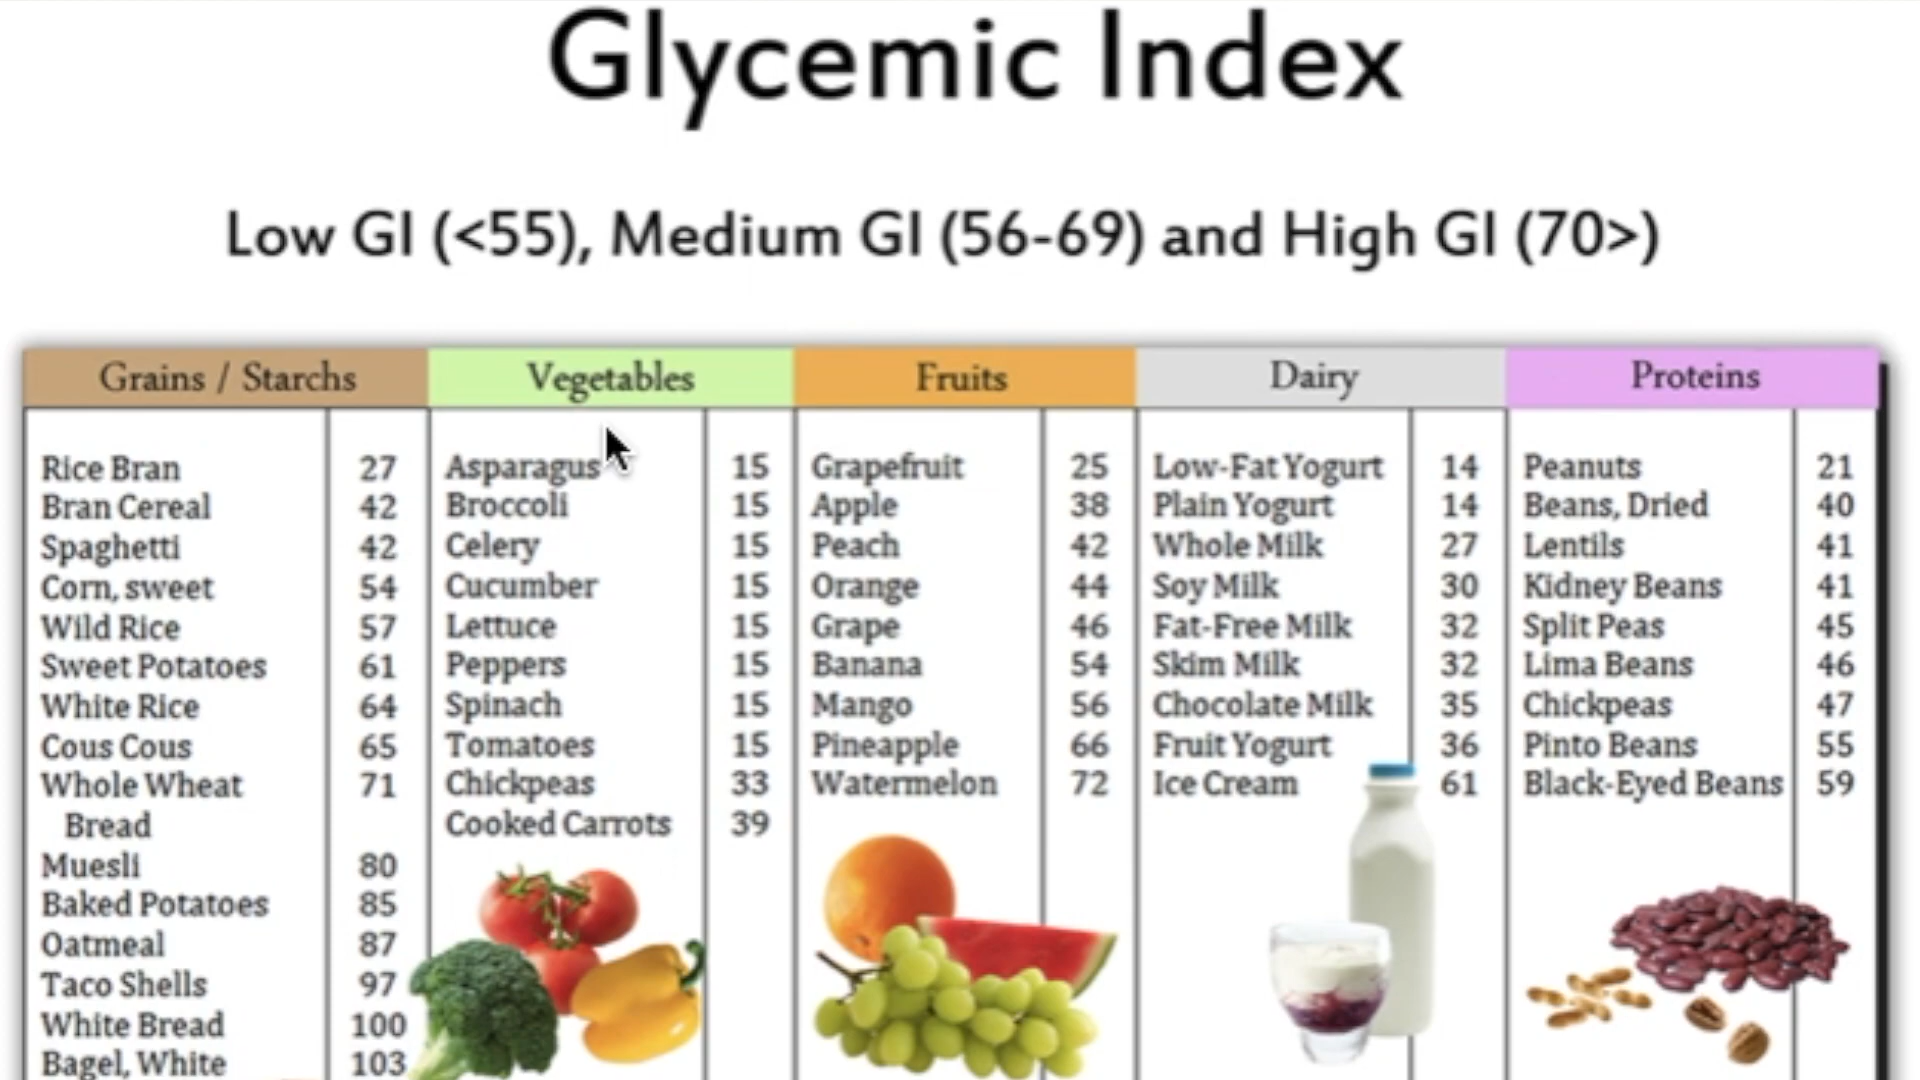 Glycemic Index
Low GI (<55), Medium GI (56-69) and High GI (70>)
Grains / Starchs
Rice Bran 27
Bran Cereal 42
Spaghetti 42
Corn, sweet 54
Wild Rice 57
Sweet Potatoes 61
White Rice 64
Cous Cous 65
Whole Wheat 71
Bread
Muesli 80
Baked Potatoes 85
Oatmeal 87
Taco Shells 97
White Bread 100
Bagel, White 103
Vegetables
Asparagus 15
Broccoli 15
Celery 15
Cucumber 15
Lettuce 15
Peppers 15
Spinach 15
Tomatoes 15
Chickpeas 33
Cooked Carrots 39
Fruits
Grapefruit 25
Apple 38
Peach 42
Orange 44
Grape 46
Banana 54
Mango 56
Pineapple 66
Watermelon 72
Dairy
Low-Fat Yogurt 14
Plain Yogurt 14
Whole Milk 27
Soy Milk 30
Fat-Free Milk 32
Skim Milk 32
Chocolate Milk 35
Fruit Yogurt 36
Ice Cream 61
Proteins
Peanuts 21
Beans, Dried 40
Lentils 41
Kidney Beans 41
Split Peas 45
Lima Beans 46
Chickpeas 47
Pinto Beans 55
Black-Eyed Beans 59